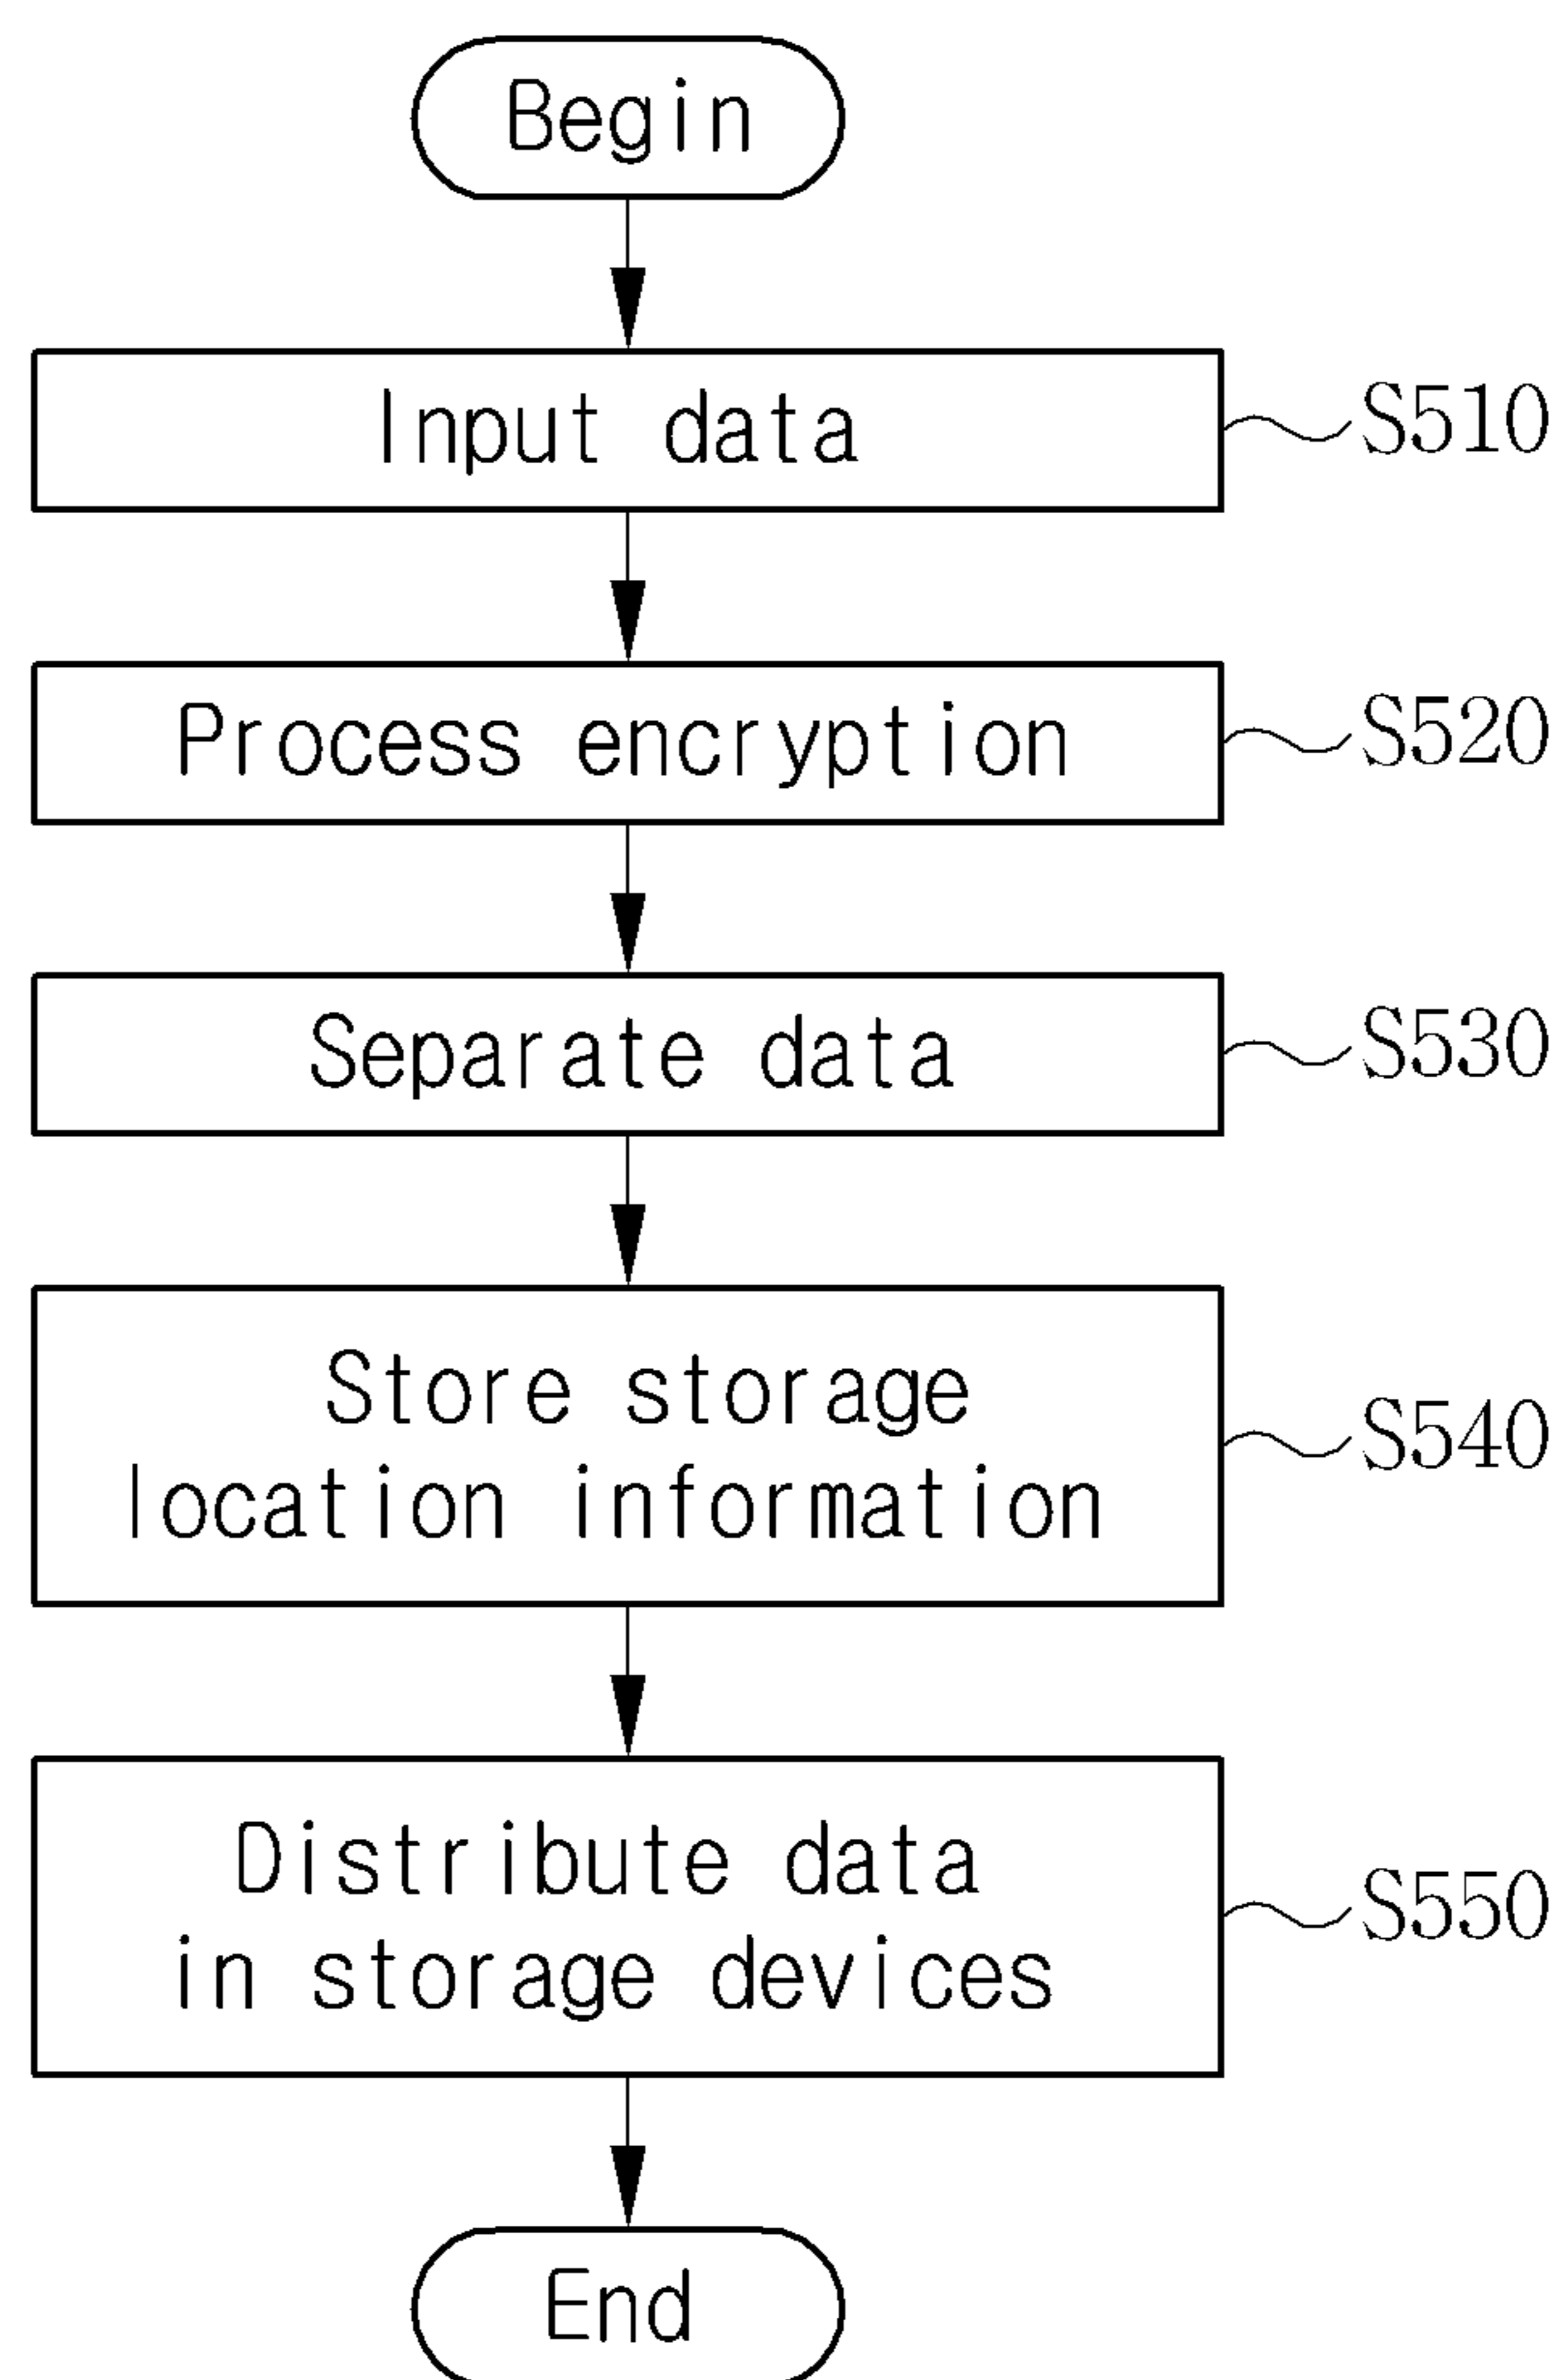 Begin
Input data
S510
Process encryption
S520
Separate data
S530
Store storage
location information
S540
Distribute data
in storage devices
S550
End